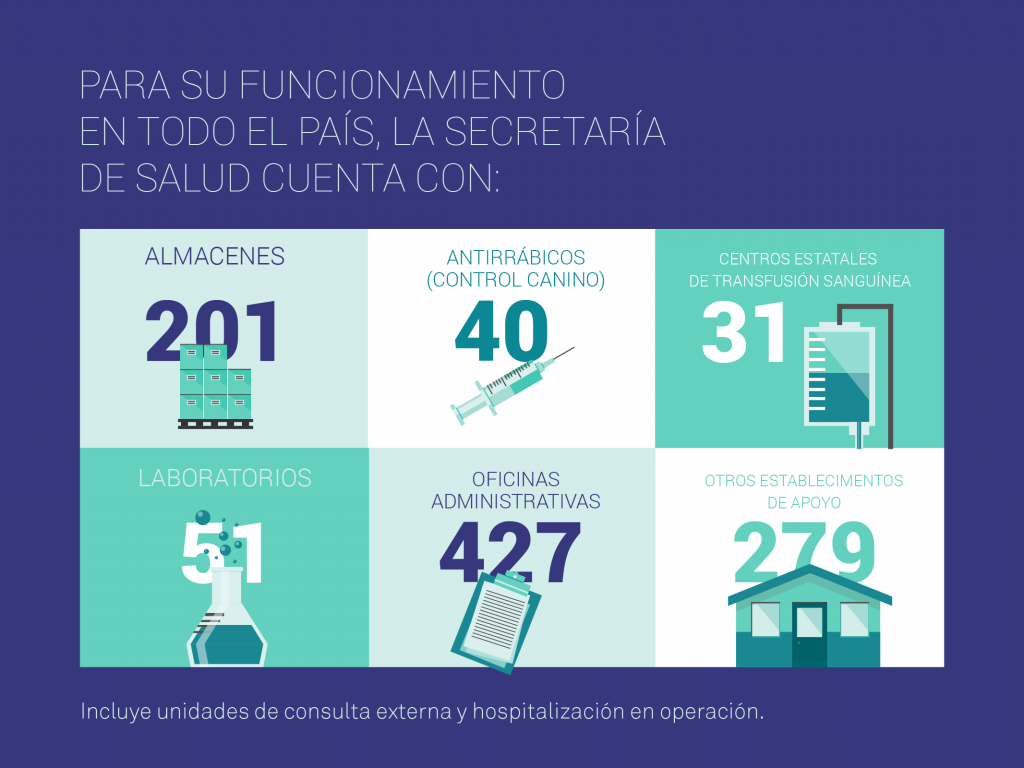 PARA SU FUNCIONAMIENTO
EN TODO EL PAÍS, LA SECRETARÍA
DE SALUD CUENTA CON:
ALMACENES
201
ANTIRRÁBICOS
(CONTROL CANINO)
40
CENTROS ESTATALES
DE TRANSFUSIÓN SANGUÍNEA
31
LABORATORIOS
51
OFICINAS
ADMINISTRATIVAS
427
OTROS ESTABLECIMENTOS
DE APOYO
279
Incluye unidades de consulta externa y hospitalización en operación.